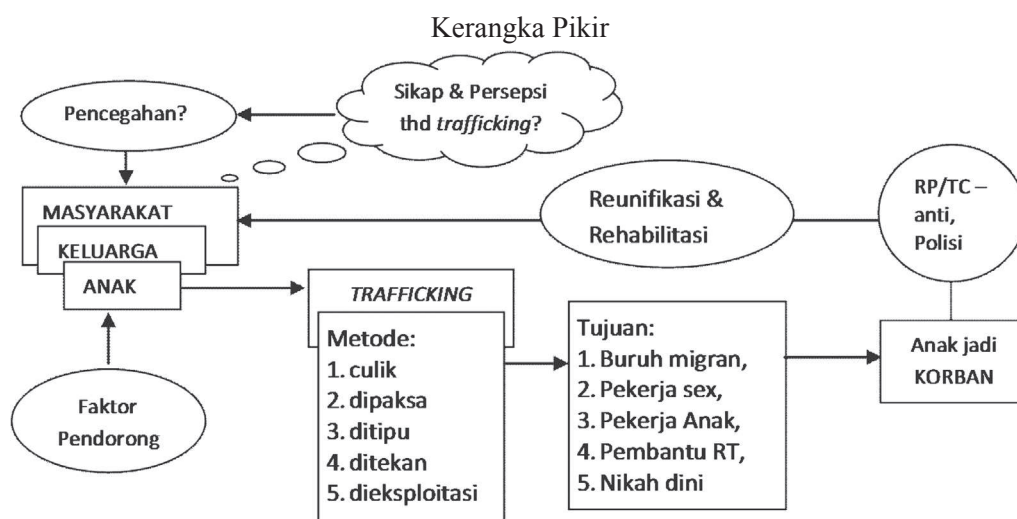 Kerangka Pikir
Sikap & Persepsi
thd trafficking?
Pencegahan?
MASYARAKAT
KELUARGA
ANAK
Reunifikasi &
Rehabilitasi
RP/TC –
anti,
Polisi
TRAFFICKING
Metode:
1. culik
2. dipaksa
3. ditipu
4. ditekan
5. dieksploitasi
Tujuan:
1. Buruh migran,
2. Pekerja sex,
3. Pekerja Anak,
4. Pembantu RT,
5. Nikah dini
Anak jadi
KORBAN
Faktor
Pendorong